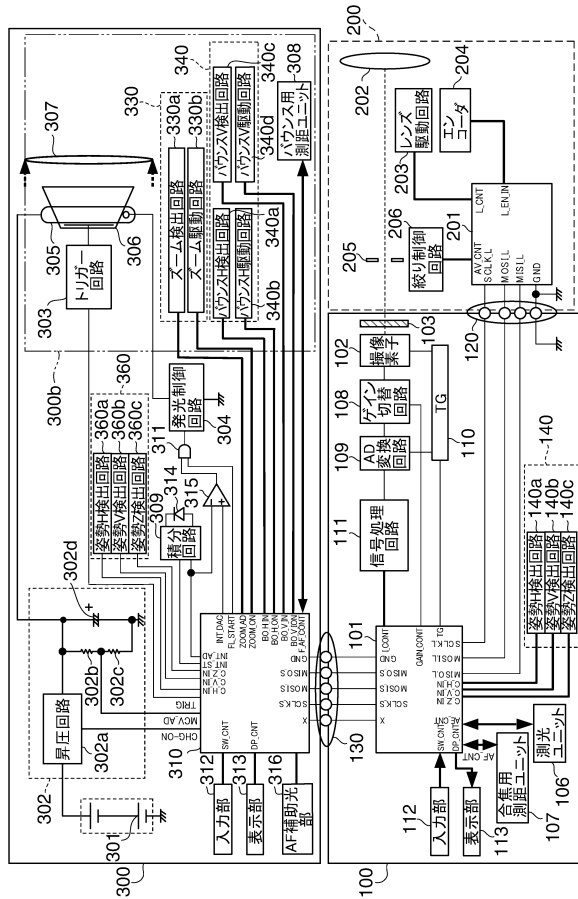 300
302
301
昇圧回路
302a
302b
302c
302d
+
307
305
306
トリガー回路
303
300b
360
360a
360b
360c
姿勢H検出回路
姿勢V検出回路
姿勢Z検出回路
309
積分回路
314
315
311
発光制御回路
304
330
330a
330b
ズーム検出回路
ズーム駆動回路
340
340c
340d
バウンスV検出回路
バウンスV駆動回路
340a
340b
バウンスH検出回路
バウンスH駆動回路
308
バウンス用測距ユニット
310
CHG-ON
MCV_AD
TRIG
C_H_IN
C_V_IN
C_Z_IN
INT_ST
INT_AD
INT_DAC
FL_START
ZOOM_AD
ZOOM_ON
BO_H_IN
BO_H_ON
BO_V_IN
BO_V_ON
F_AF_CONT
SW_CNT
DP_CNT
X
SCLK_S
MOSI_S
MISO_S
GND
312
入力部
313
表示部
316
AF補助光部
130
100
101
X
SCLK_S
MOSI_S
MISO_S
GND
I_CONT
GAIN_CONT
TG
SCLK_L
MOSI_L
MISO_L
C_H_IN
C_V_IN
C_Z_IN
AE_CNT
AF_CNT
SW_CNT
DP_CNT
112
入力部
113
表示部
107
合焦用測距ユニット
106
測光ユニット
111
信号処理回路
109
AD変換回路
108
ゲイン切替回路
102
撮像素子
103
TG
110
140
140a
140b
140c
姿勢H検出回路
姿勢V検出回路
姿勢Z検出回路
120
200
202
203
レンズ駆動回路
204
エンコーダ
205
206
絞り制御回路
201
L_CNT
L_EN_IN
AV_CNT
SCLK_L
MOSI_L
MISI_L
GND